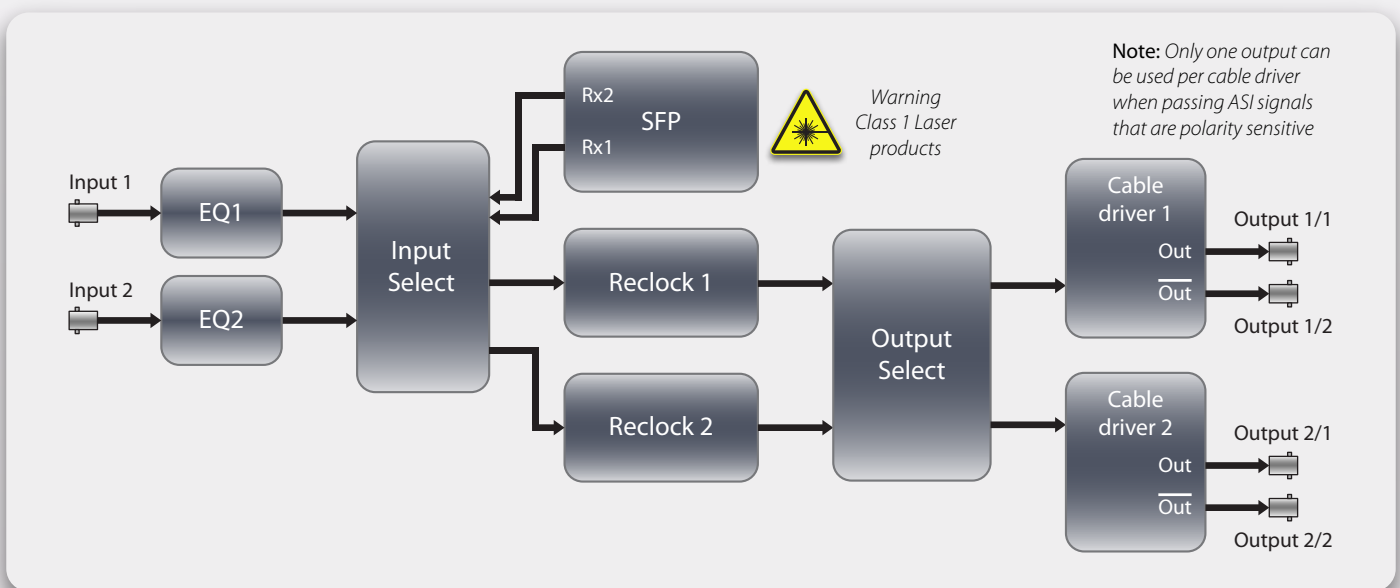 Note: Only one output can
be used per cable driver
when passing ASI signals
that are polarity sensitive
Rx2
SFP
Rx1
Warning
Class 1 Laser
products
Input 1
EQ1
Input 2
EQ2
Input
Select
Reclock 1
Reclock 2
Output
Select
Cable
driver 1
Out
Out
Output 1/1
Output 1/2
Cable
driver 2
Out
Out
Output 2/1
Output 2/2